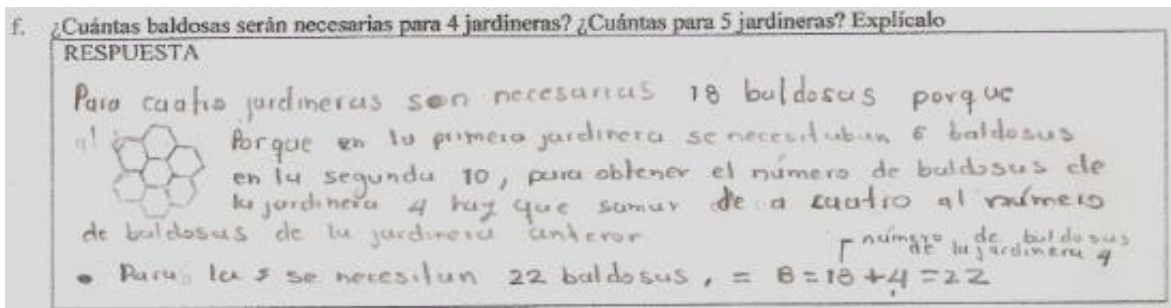 f. ¿Cuántas baldosas serán necesarias para 4 jardineras? ¿Cuántas para 5 jardineras? Explícalo
RESPUESTA
Para cuatro jardineras son necesarias 18 baldosas porque
al
Porque en la primera jardinera se necesitaban 6 baldosas
en la segunda 10, para obtener el número de baldosas de
la jardinera 4 hay que sumar de a cuatro al número
de baldosas de la jardinera anteror
número de baldosas
de la jardinera 4
• Para la 5 se necesitan 22 baldosas, = 8 = 18 + 4 = 22